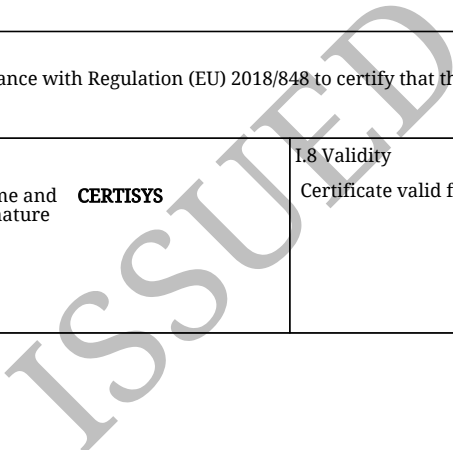 ance with Regulation (EU) 2018/848 to certify that th
me and CERTISYS
nature
I.8 Validity
Certificate valid f
ISSUED